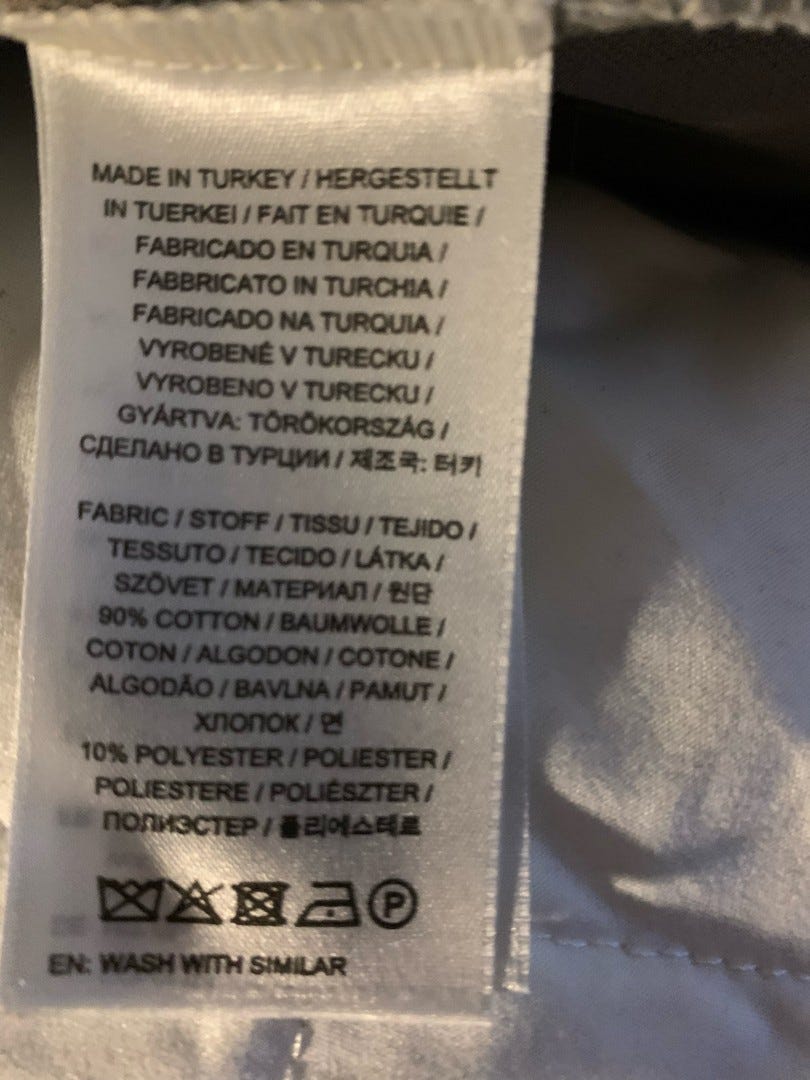 MADE IN TURKEY / HERGESTELLT
IN TUERKEI / FAIT EN TURQUIE /
FABRICADO EN TURQUIA /
FABBRICATO IN TURCHIA /
FABRICADO NA TURQUIA /
VYROBENÉ V TURECKU /
VYROBENO V TURECKU /
GYÁRTVA: TÖRÖKORSZÁG /
СДЕЛАНО В ТУРЦИИ / 제조국: 터키
FABRIC / STOFF / TISSU / TEJIDO /
TESSUTO / TECIDO / LÁTKA /
SZÖVET / МАТЕРИАЛ / 원단
90% COTTON / BAUMWOLLE /
COTON / ALGODON / COTONE /
ALGODÃO / BAVLNA / PAMUT /
ХЛОПОК / 면
10% POLYESTER / POLIESTER /
POLIESTERE / POLIÉSZTER /
ПОЛИЭСТЕР / 폴리에스테르
P
EN: WASH WITH SIMILAR